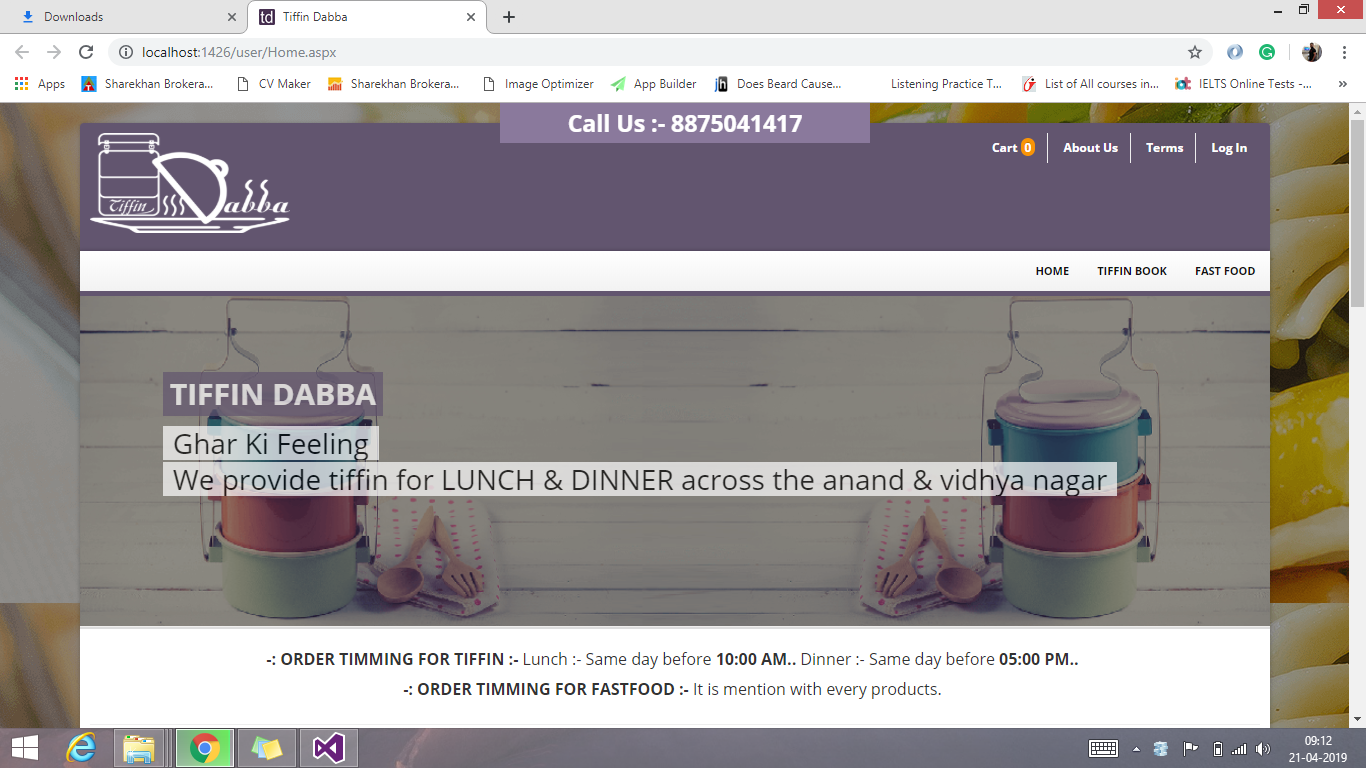 Downloads
td Tiffin Dabba
localhost:1426/user/Home.aspx
Apps Sharekhan Brokera... CV Maker Sharekhan Brokera... Image Optimizer App Builder jh Does Beard Cause... Listening Practice T... List of All courses in... IELTS Online Tests -... »
Call Us :- 8875041417
Cart 0 About Us Terms Log In
Tiffin Dabba
HOME TIFFIN BOOK FAST FOOD
TIFFIN DABBA
Ghar Ki Feeling
We provide tiffin for LUNCH & DINNER across the anand & vidhya nagar
-: ORDER TIMMING FOR TIFFIN :- Lunch :- Same day before 10:00 AM.. Dinner :- Same day before 05:00 PM..
-: ORDER TIMMING FOR FASTFOOD :- It is mention with every products.
09:12
21-04-2019